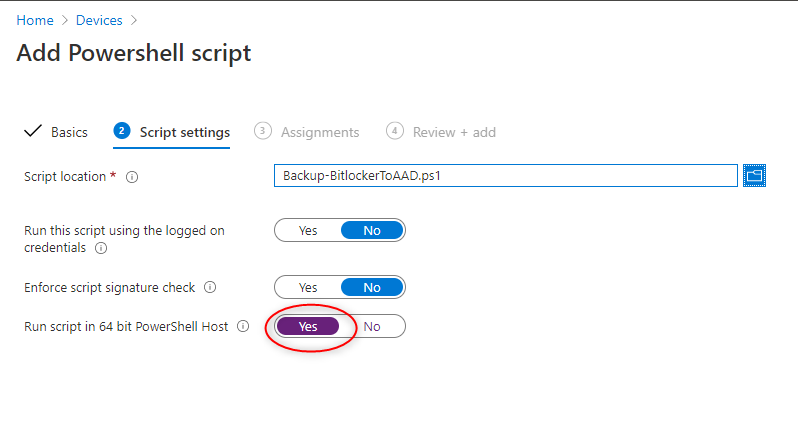 Home > Devices >
Add Powershell script
Basics 2 Script settings 3 Assignments 4 Review + add
Script location * Backup-BitlockerToAAD.ps1
Run this script using the logged on
credentials Yes No
Enforce script signature check Yes No
Run script in 64 bit PowerShell Host Yes No